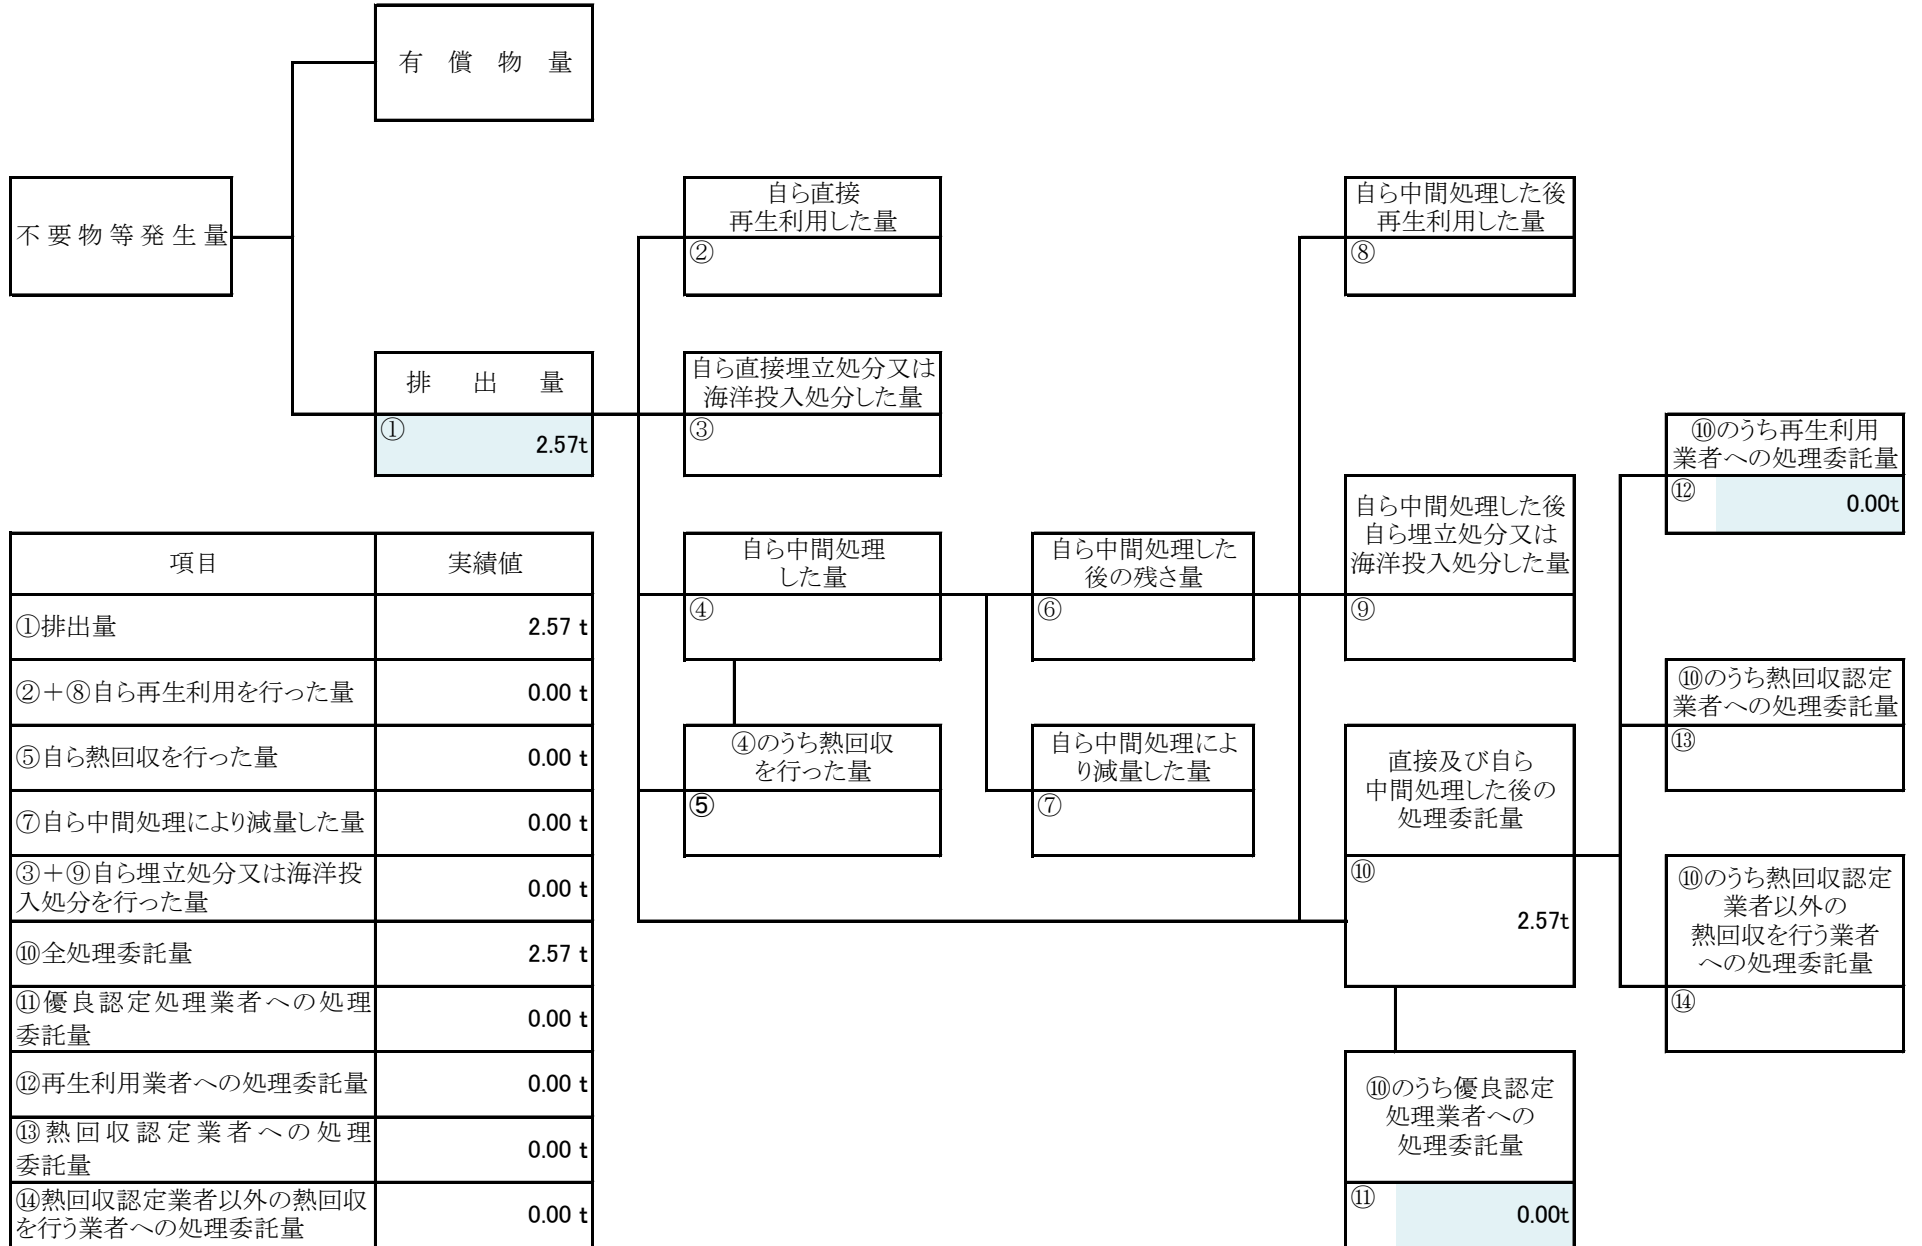 有償物量
不要物等発生量
排出量
①
2.57t
自ら直接
再生利用した量
②
自ら直接埋立処分又は
海洋投入処分した量
③
自ら中間処理
した量
④
④のうち熱回収
を行った量
⑤
自ら中間処理した
後の残さ量
⑥
自ら中間処理によ
り減量した量
⑦
自ら中間処理した後
再生利用した量
⑧
自ら中間処理した後
自ら埋立処分又は
海洋投入処分した量
⑨
直接及び自ら
中間処理した後の
処理委託量
⑩
2.57t
⑩のうち優良認定
処理業者への
処理委託量
⑪
0.00t
⑩のうち再生利用
業者への処理委託量
⑫
0.00t
⑩のうち熱回収認定
業者への処理委託量
⑬
⑩のうち熱回収認定
業者以外の
熱回収を行う業者
への処理委託量
⑭
項目 実績値
①排出量 2.57 t
②+⑧自ら再生利用を行った量 0.00 t
⑤自ら熱回収を行った量 0.00 t
⑦自ら中間処理により減量した量 0.00 t
③+⑨自ら埋立処分又は海洋投
入処分を行った量 0.00 t
⑩全処理委託量 2.57 t
⑪優良認定処理業者への処理
委託量 0.00 t
⑫再生利用業者への処理委託量 0.00 t
⑬熱回収認定業者への処理
委託量 0.00 t
⑭熱回収認定業者以外の熱回収
を行う業者への処理委託量 0.00 t